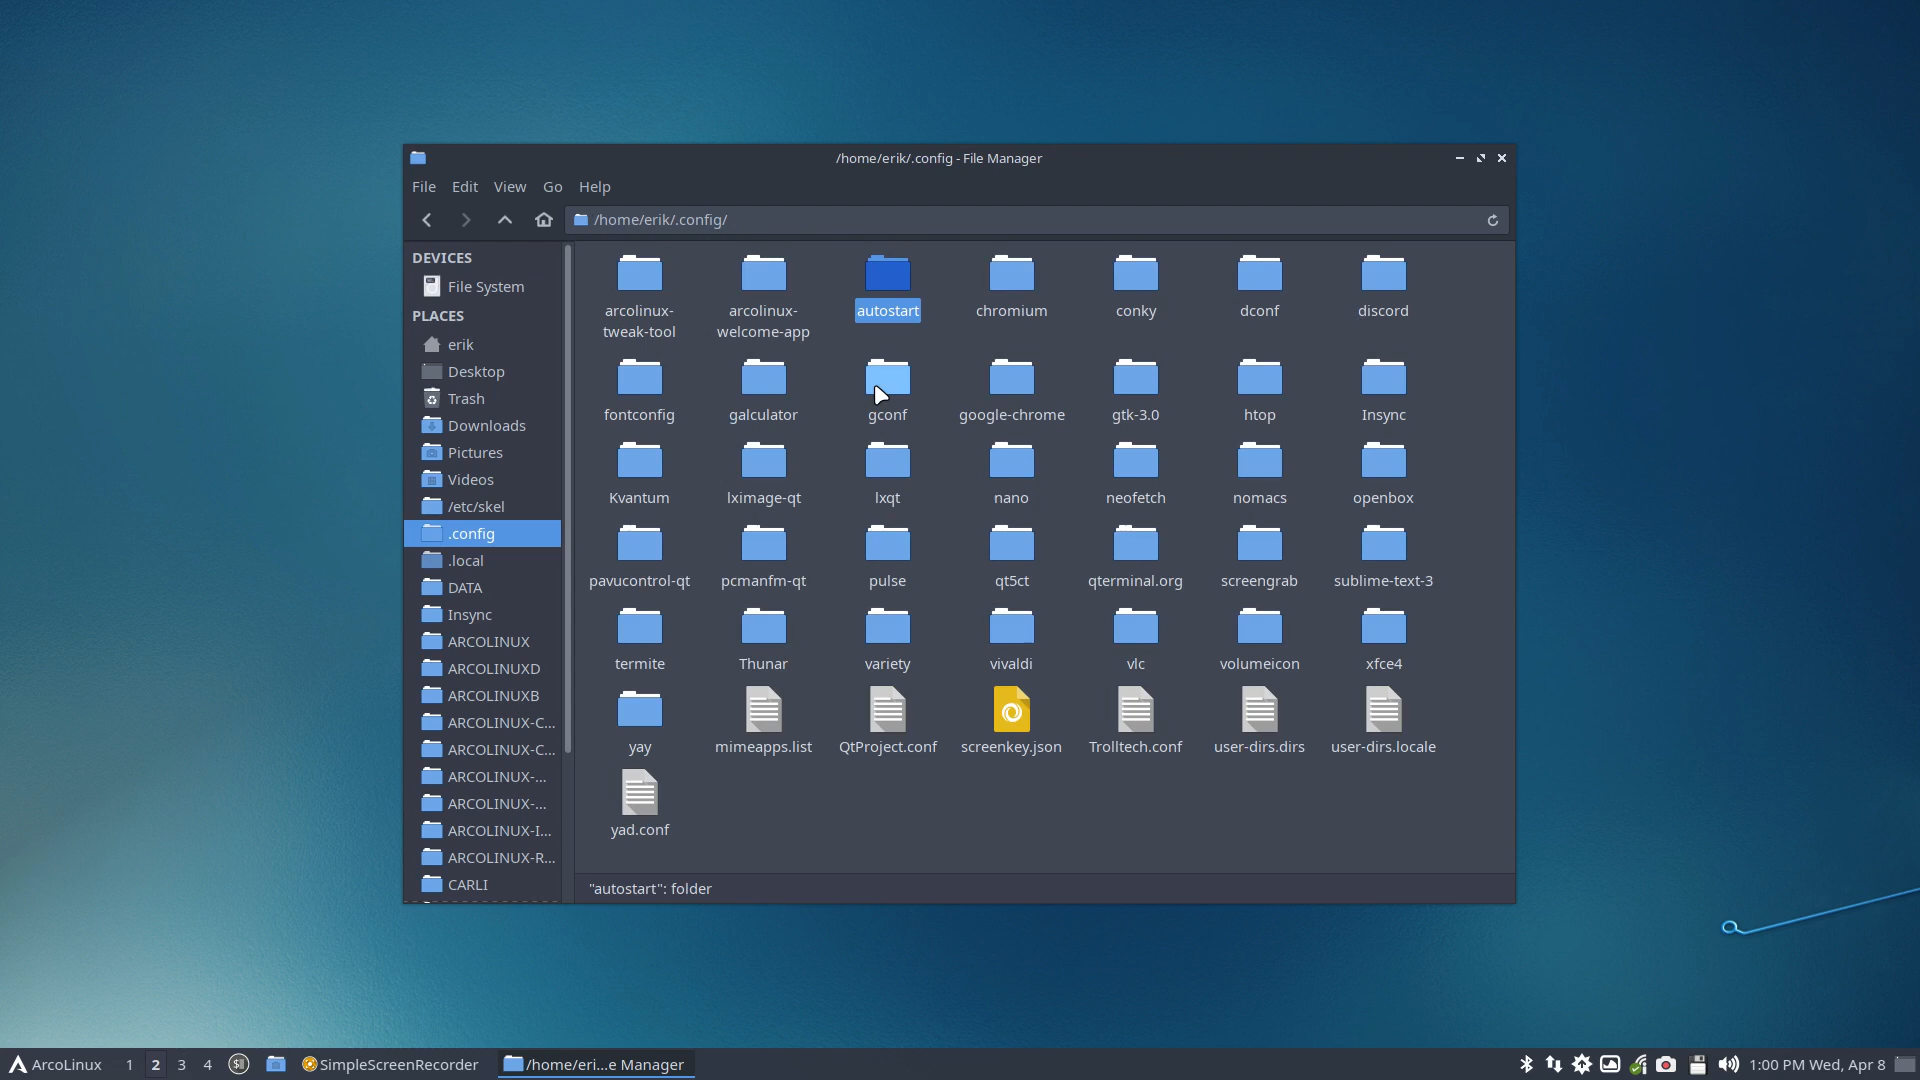 /home/erik/.config - File Manager
File Edit View Go Help
/home/erik/.config/
DEVICES
File System
PLACES
erik
Desktop
Trash
Downloads
Pictures
Videos
/etc/skel
.config
.local
DATA
Insync
ARCOLINUX
ARCOLINUXD
ARCOLINUXB
ARCOLINUX-C...
ARCOLINUX-C...
ARCOLINUX-...
ARCOLINUX-...
ARCOLINUX-I...
ARCOLINUX-R...
CARLI
arcolinux-
tweak-tool
arcolinux-
welcome-app
autostart
chromium
conky
dconf
discord
fontconfig
galculator
gconf
google-chrome
gtk-3.0
htop
Insync
Kvantum
lximage-qt
lxqt
nano
neofetch
nomacs
openbox
pavucontrol-qt
pcmanfm-qt
pulse
qt5ct
qterminal.org
screengrab
sublime-text-3
termite
Thunar
variety
vivaldi
vlc
volumeicon
xfce4
yay
mimeapps.list
QtProject.conf
screenkey.json
Trolltech.conf
user-dirs.dirs
user-dirs.locale
yad.conf
"autostart": folder
ArcoLinux 1 2 3 4 SimpleScreenRecorder /home/eri...e Manager 1:00 PM Wed, Apr 8